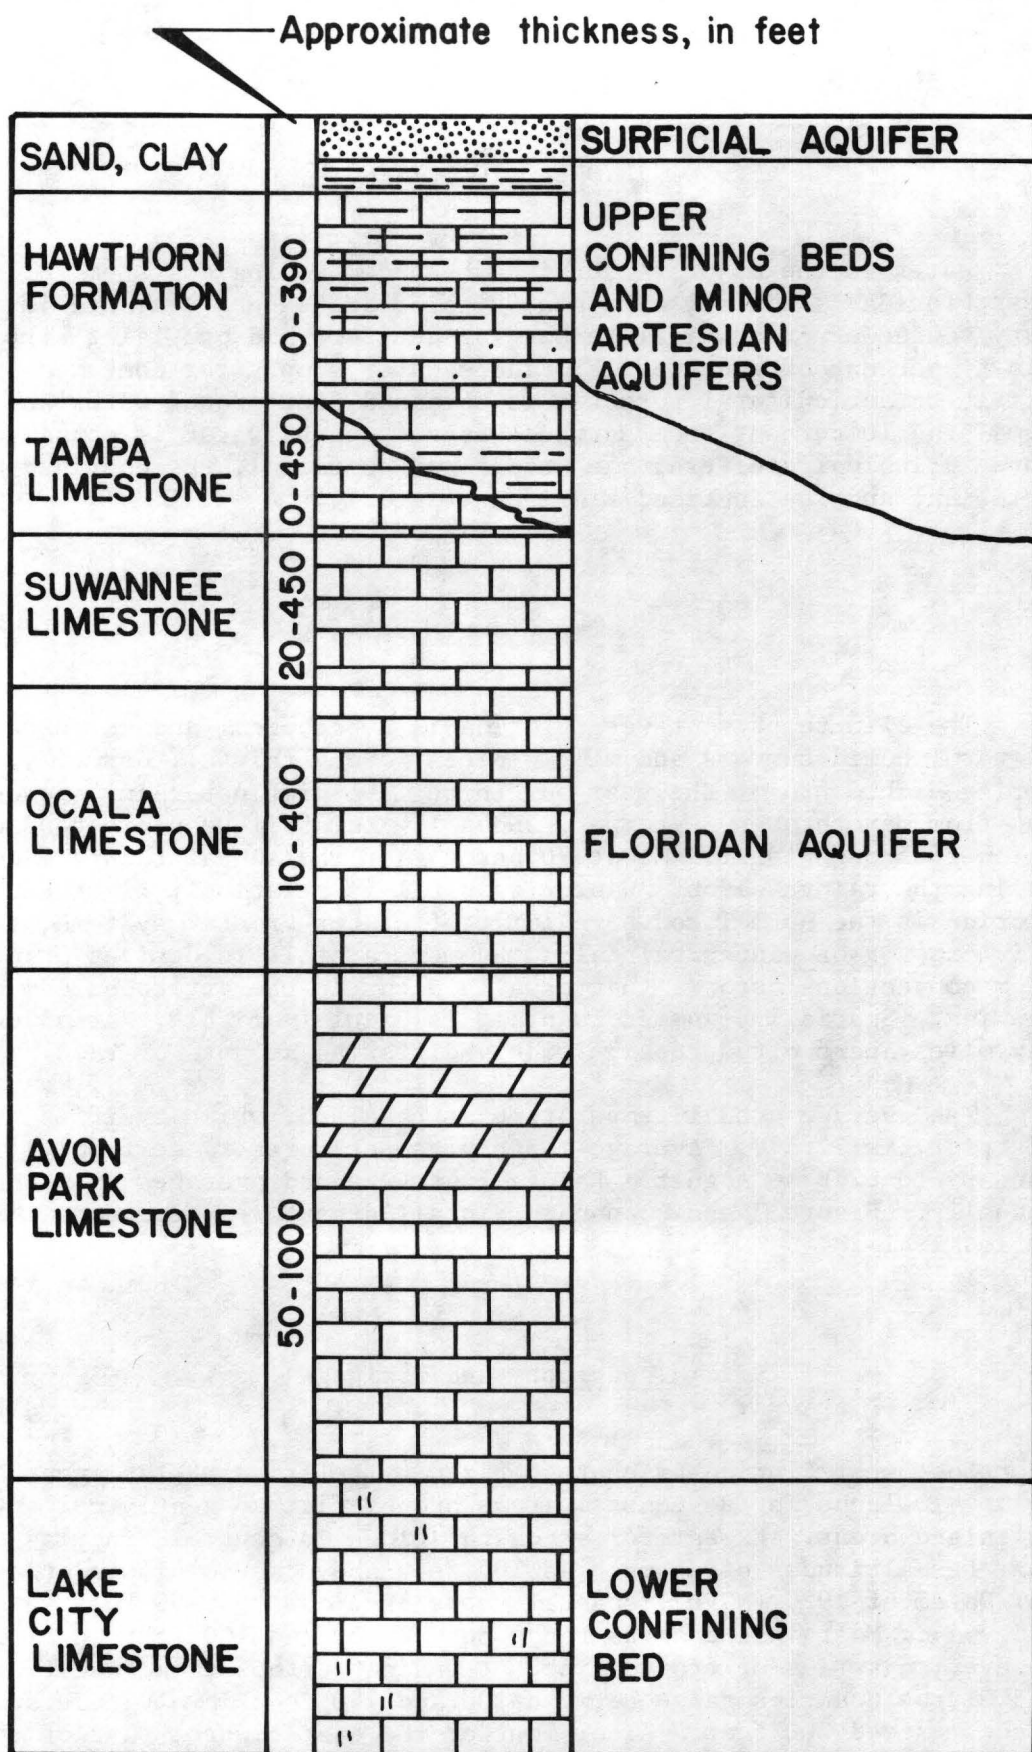 Approximate thickness, in feet
SAND, CLAY
SURFICIAL AQUIFER
HAWTHORN
FORMATION
0-390
UPPER
CONFINING BEDS
AND MINOR
ARTESIAN
AQUIFERS
TAMPA
LIMESTONE
0-450
SUWANNEE
LIMESTONE
20-450
OCALA
LIMESTONE
10-400
FLORIDAN AQUIFER
AVON
PARK
LIMESTONE
50-1000
LAKE
CITY
LIMESTONE
LOWER
CONFINING
BED